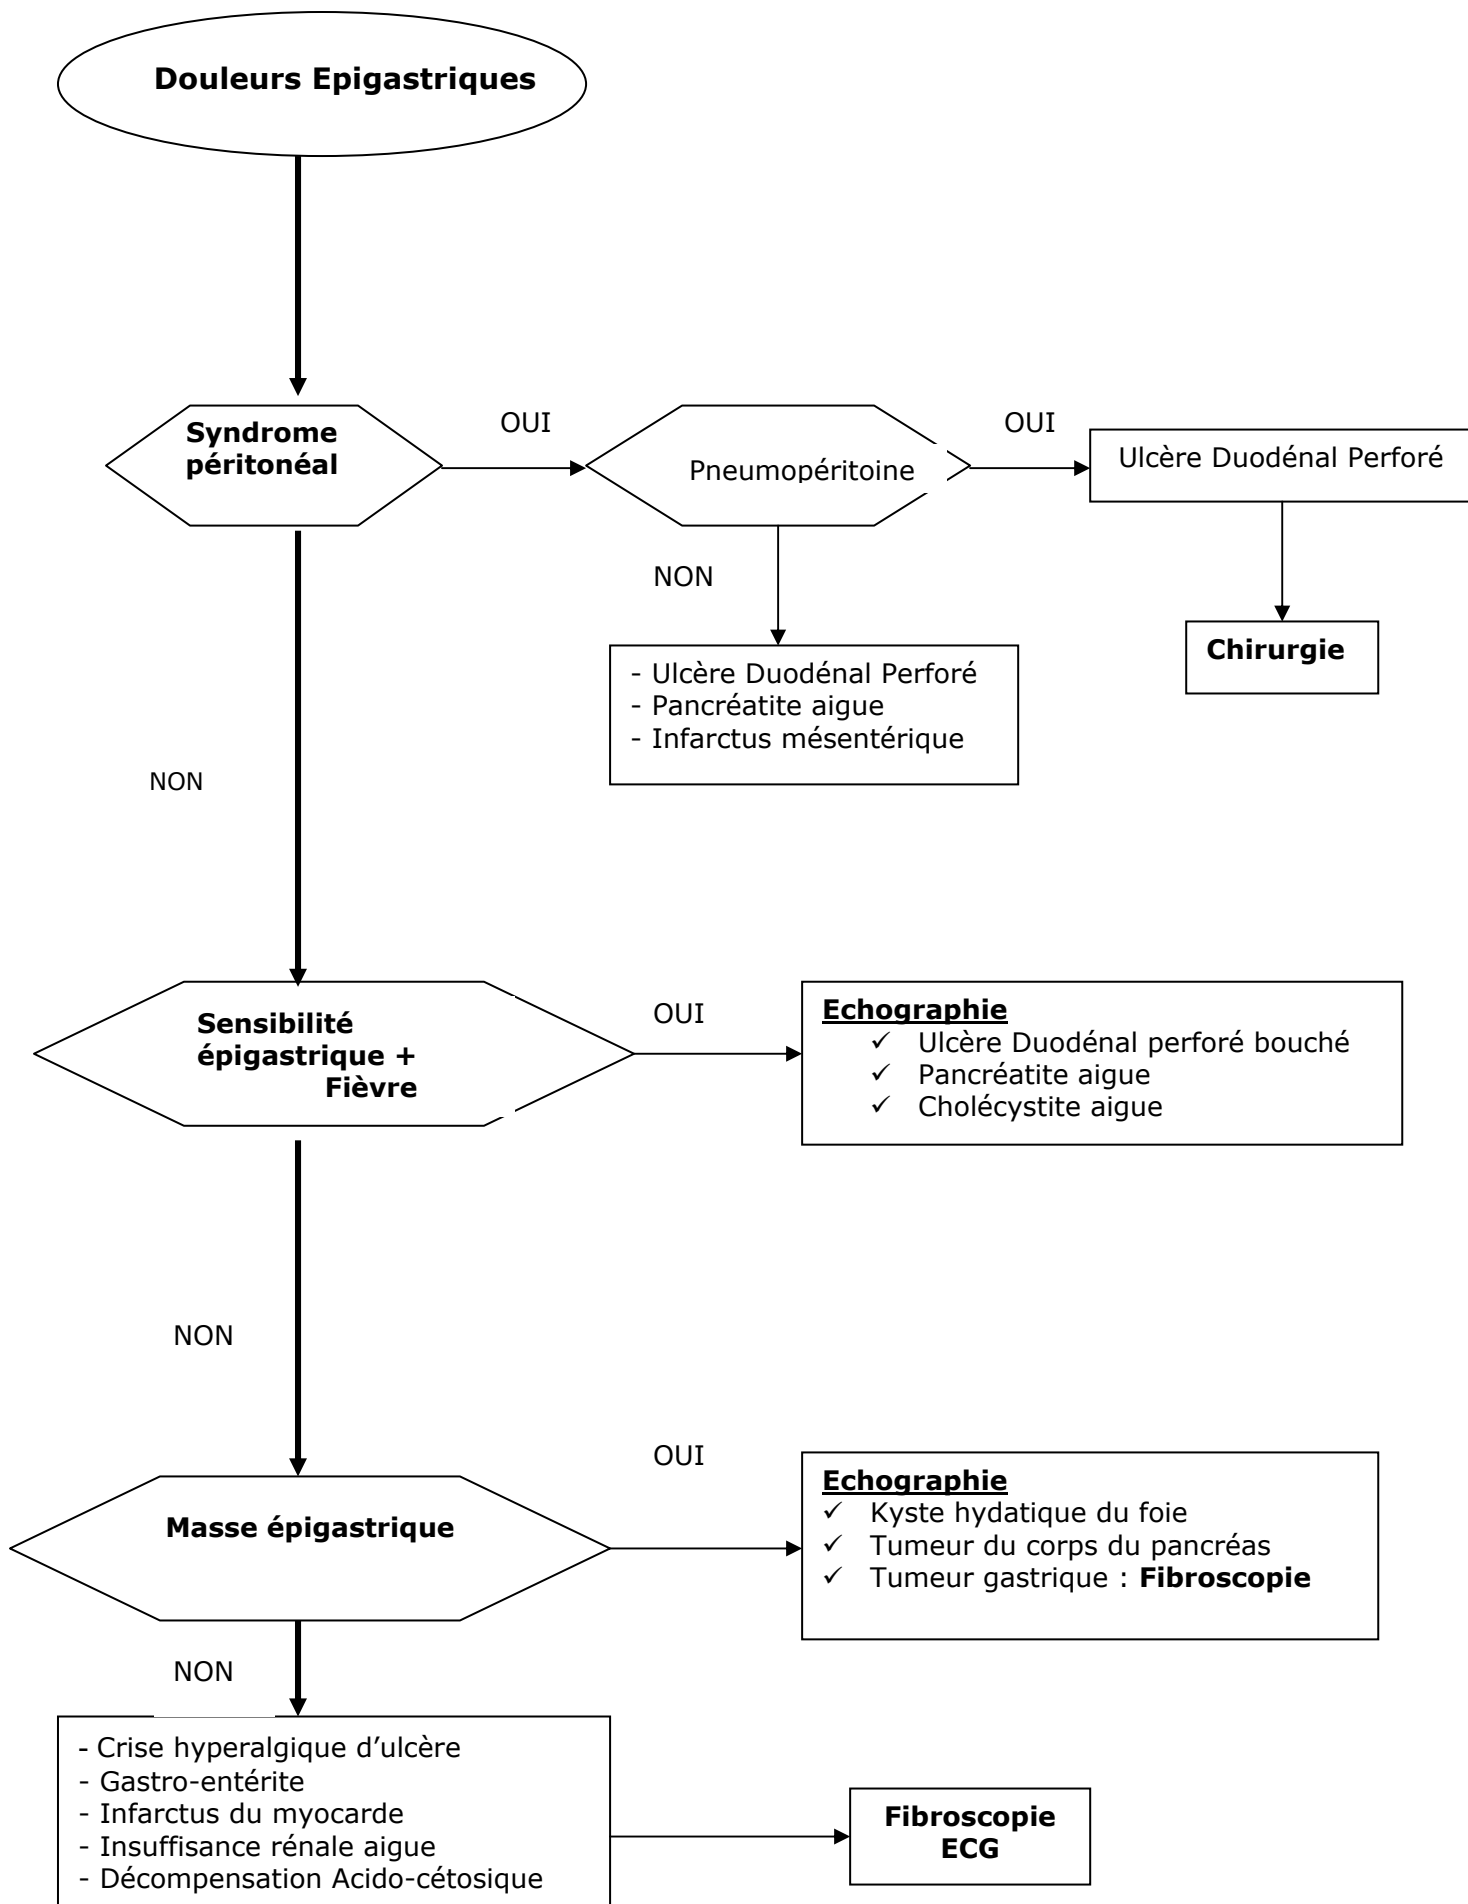 Douleurs Epigastriques
Syndrome
péritonéal
OUI
Pneumopéritoine
OUI
Ulcère Duodénal Perforé
NON
Chirurgie
- Ulcère Duodénal Perforé
- Pancréatite aigue
- Infarctus mésentérique
NON
Sensibilité
épigastrique +
Fièvre
OUI
Echographie
✓ Ulcère Duodénal perforé bouché
✓ Pancréatite aigue
✓ Cholécystite aigue
NON
Masse épigastrique
OUI
Echographie
✓ Kyste hydatique du foie
✓ Tumeur du corps du pancréas
✓ Tumeur gastrique : Fibroscopie
NON
- Crise hyperalgique d'ulcère
- Gastro-entérite
- Infarctus du myocarde
- Insuffisance rénale aigue
- Décompensation Acido-cétosique
Fibroscopie
ECG